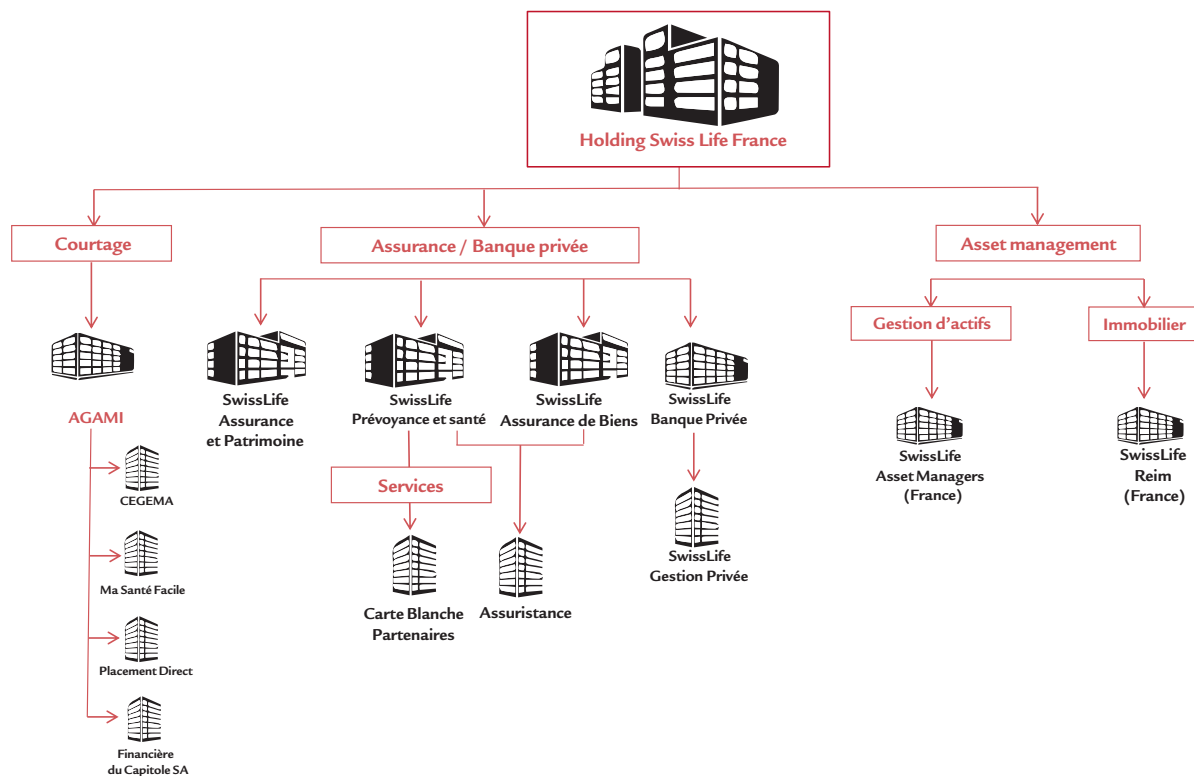 Holding Swiss Life France
Courtage
Assurance / Banque privée
Asset management
Gestion d'actifs
Immobilier
AGAMI
SwissLife
Assurance
et Patrimoine
SwissLife
Prévoyance et santé
SwissLife
Assurance de Biens
SwissLife
Banque Privée
SwissLife
Asset Managers
(France)
SwissLife
Reim
(France)
CEGEMA
Services
Ma Santé Facile
SwissLife
Gestion Privée
Carte Blanche
Partenaires
Assuristance
Placement Direct
Financière
du Capitole SA